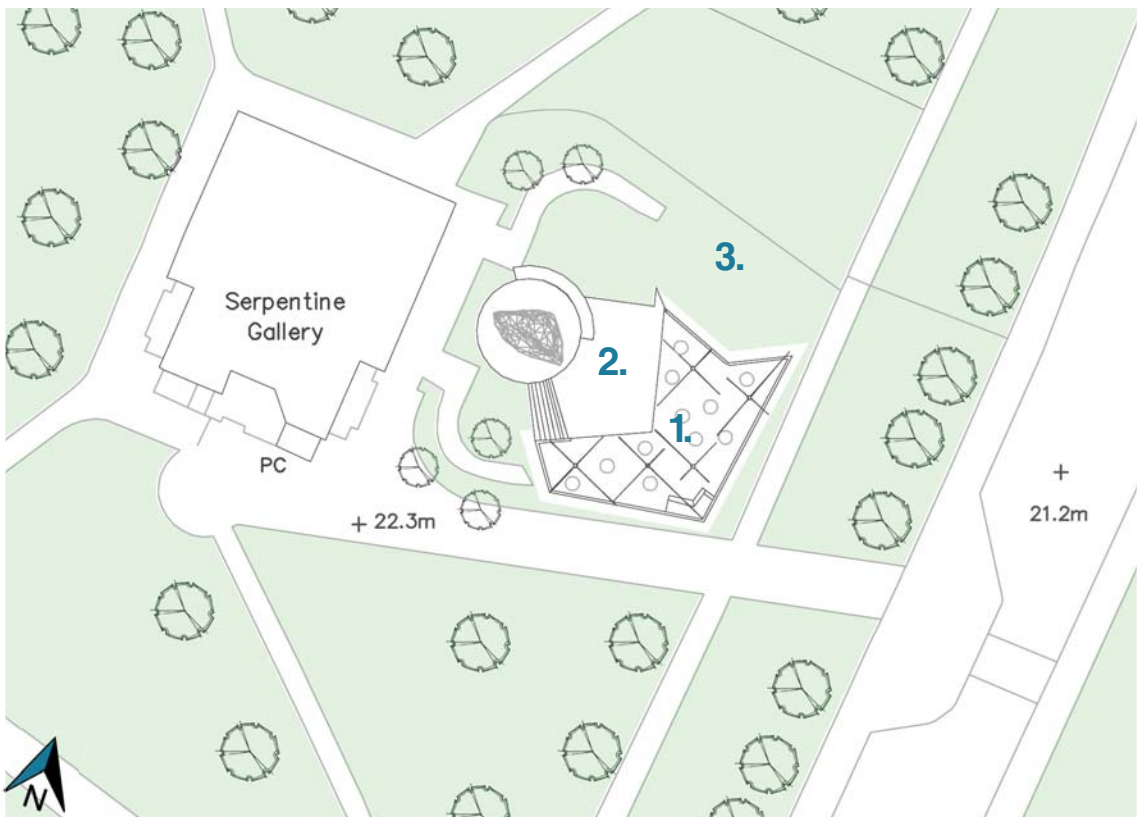 3.
Serpentine
Gallery
2.
1.
PC
+ 22.3m
+
21.2m
N